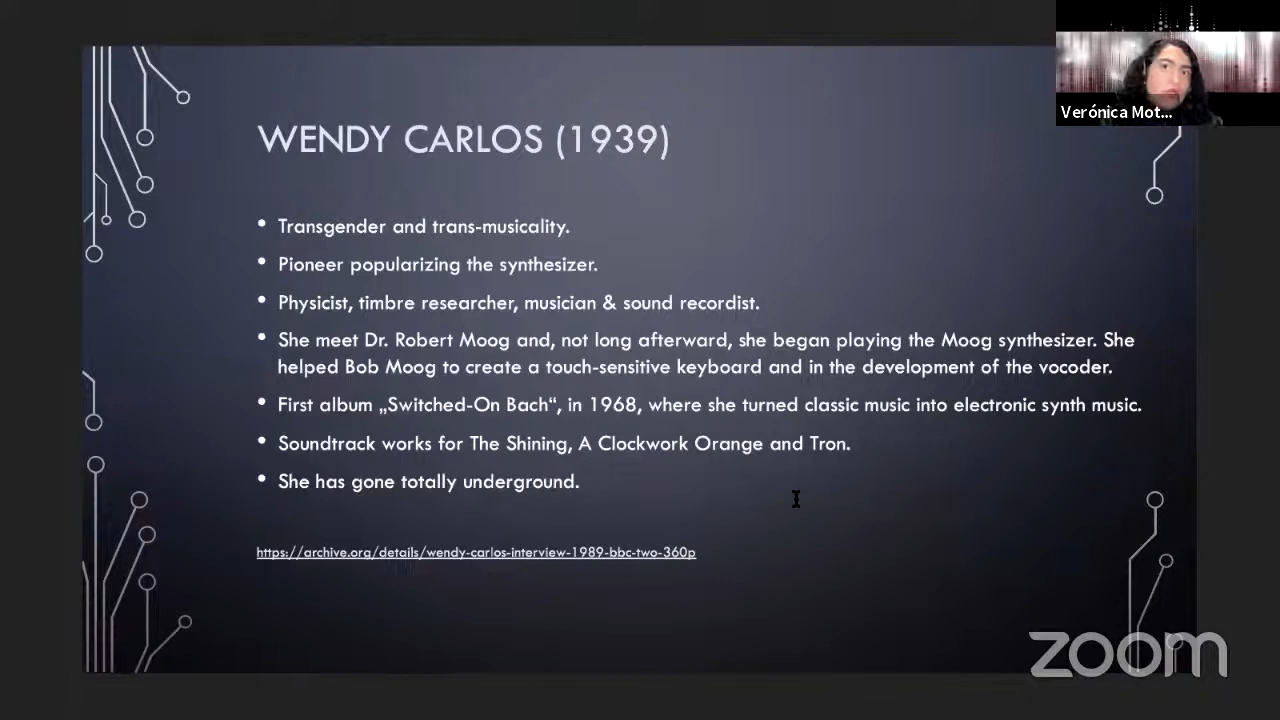 Verónica Mot...
WENDY CARLOS (1939)
• Transgender and trans-musicality.
• Pioneer popularizing the synthesizer.
• Physicist, timbre researcher, musician & sound recordist.
• She meet Dr. Robert Moog and, not long afterward, she began playing the Moog synthesizer. She
helped Bob Moog to create a touch-sensitive keyboard and in the development of the vocoder.
• First album „Switched-On Bach“, in 1968, where she turned classic music into electronic synth music.
• Soundtrack works for The Shining, A Clockwork Orange and Tron.
• She has gone totally underground.
https://archive.org/details/wendy-carlos-interview-1989-bbc-two-360p
zoom